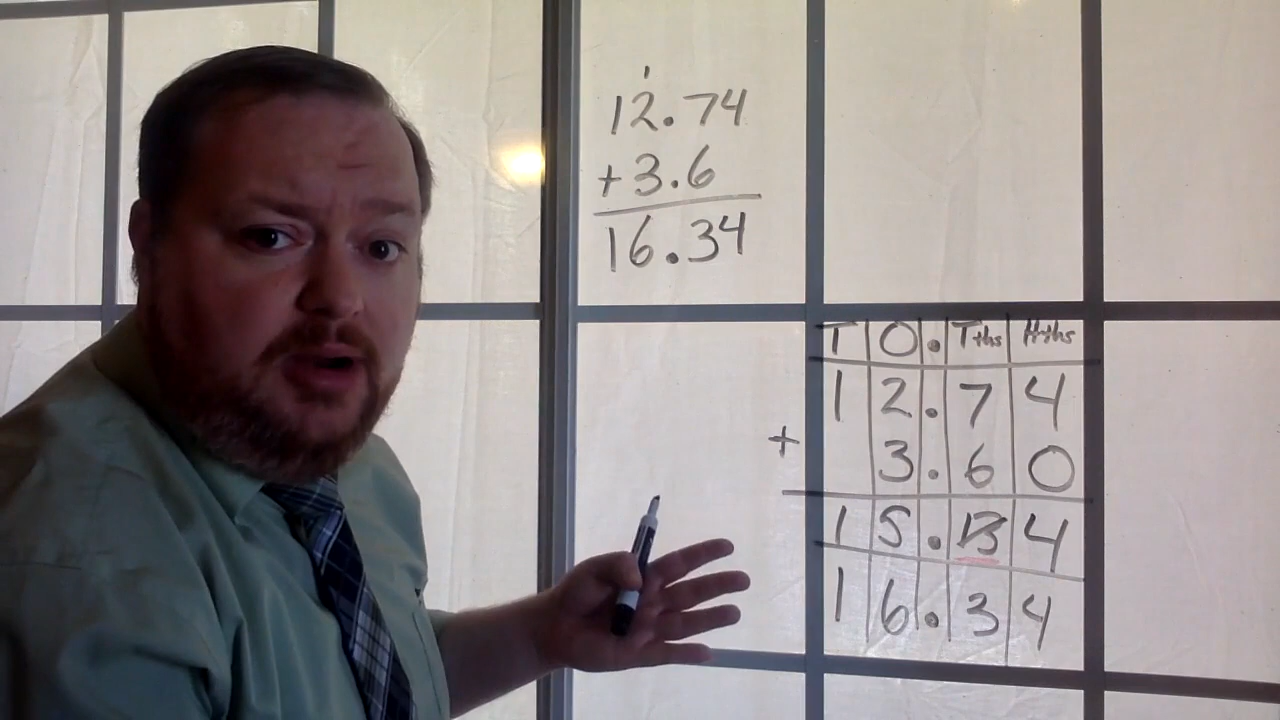 1
12.74
+3.6
16.34
T O . Tths Hths
1 2 . 7 4
+ 3 . 6 0
1 5 . 13 4
1 6 . 3 4